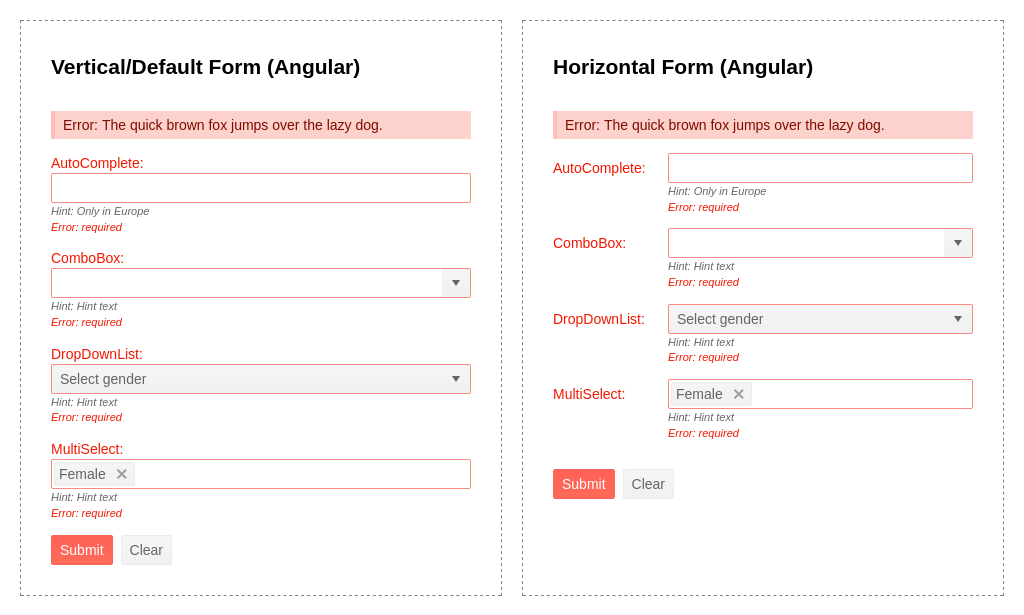 Vertical/Default Form (Angular)
Error: The quick brown fox jumps over the lazy dog.
AutoComplete:
Hint: Only in Europe
Error: required
ComboBox:
Hint: Hint text
Error: required
DropDownList:
Select gender
Hint: Hint text
Error: required
MultiSelect:
Female
Hint: Hint text
Error: required
Submit Clear
Horizontal Form (Angular)
Error: The quick brown fox jumps over the lazy dog.
AutoComplete:
Hint: Only in Europe
Error: required
ComboBox:
Hint: Hint text
Error: required
DropDownList: Select gender
Hint: Hint text
Error: required
MultiSelect: Female
Hint: Hint text
Error: required
Submit Clear